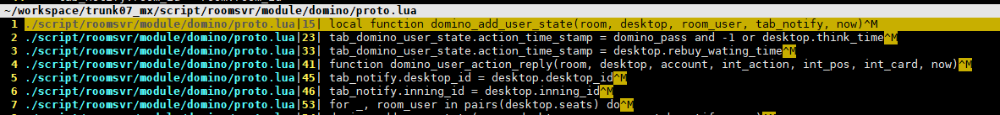 ~/workspace/trunk07_mx/script/roomsvr/module/domino/proto.lua
1 ./script/roomsvr/module/domino/proto.lua|15| local function domino_add_user_state(room, desktop, room_user, tab_notify, now)^M
2 ./script/roomsvr/module/domino/proto.lua|23| tab_domino_user_state.action_time_stamp = domino_pass and -1 or desktop.think_time^M
3 ./script/roomsvr/module/domino/proto.lua|33| tab_domino_user_state.action_time_stamp = desktop.rebuy_wating_time^M
4 ./script/roomsvr/module/domino/proto.lua|41| function domino_user_action_reply(room, desktop, account, int_action, int_pos, int_card, now)^M
5 ./script/roomsvr/module/domino/proto.lua|45| tab_notify.desktop_id = desktop.desktop_id^M
6 ./script/roomsvr/module/domino/proto.lua|46| tab_notify.inning_id = desktop.inning_id^M
7 ./script/roomsvr/module/domino/proto.lua|53| for _, room_user in pairs(desktop.seats) do^M